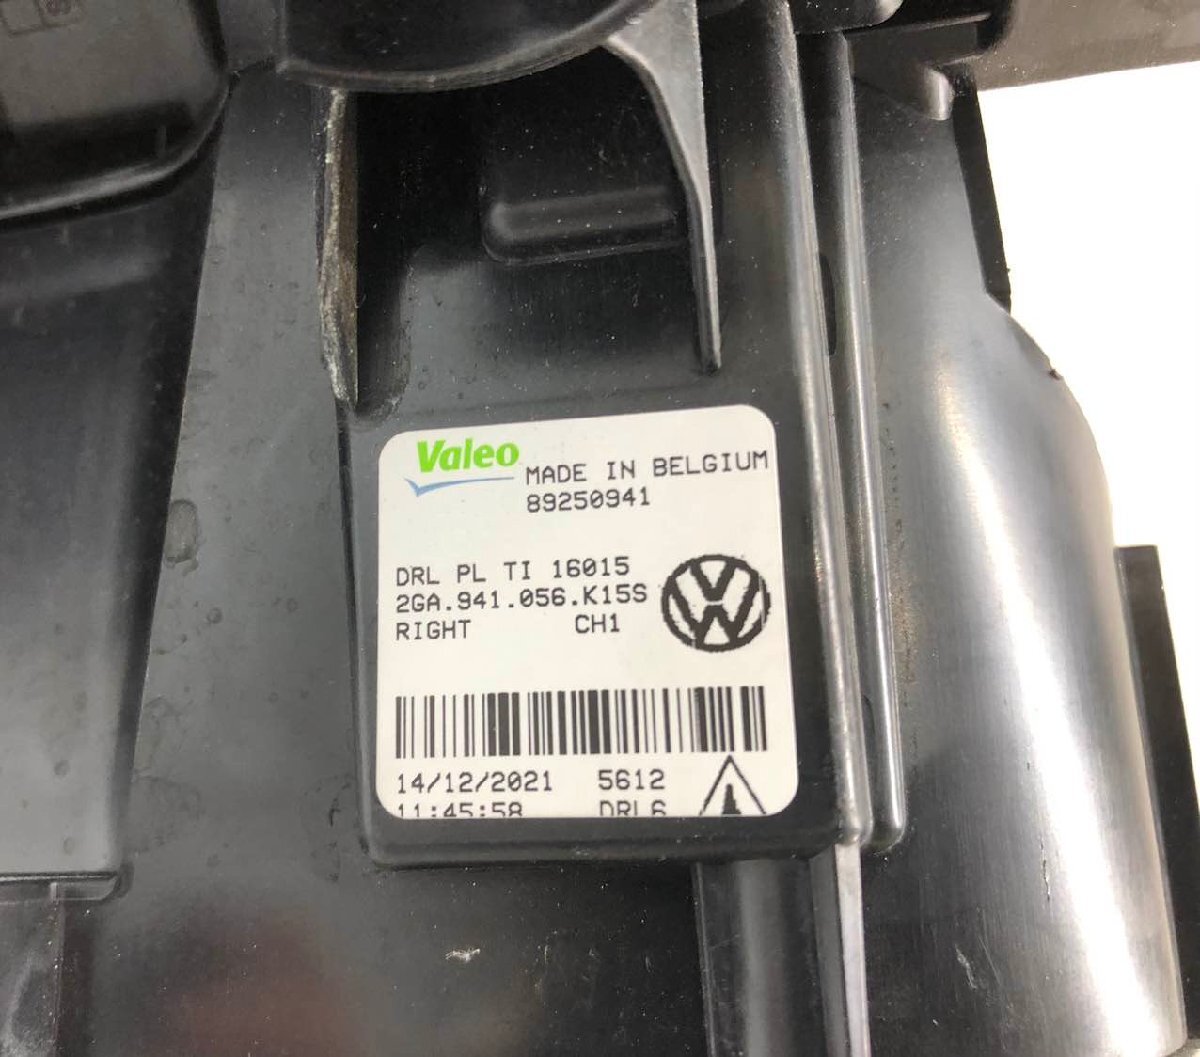 Valeo
MADE IN BELGIUM
89250941
DRL PL TI 16015
2GA.941.056.K15S
RIGHT CH1
14/12/2021 5612
11:45:58 DRL6